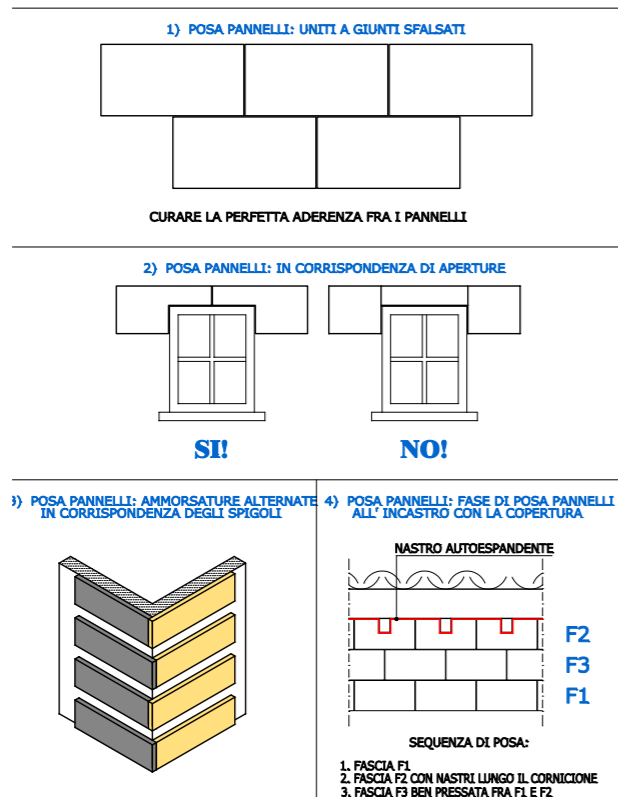 1) POSA PANNELLI: UNITI A GIUNTI SFALSATI
CURARE LA PERFETTA ADERENZA FRA I PANNELLI
2) POSA PANNELLI: IN CORRISPONDENZA DI APERTURE
SI!
NO!
3) POSA PANNELLI: AMMORSATURE ALTERNATE
IN CORRISPONDENZA DEGLI SPIGOLI
4) POSA PANNELLI: FASE DI POSA PANNELLI
ALL' INCASTRO CON LA COPERTURA
NASTRO AUTOESPANDENTE
F2
F3
F1
SEQUENZA DI POSA:
1. FASCIA F1
2. FASCIA F2 CON NASTRI LUNGO IL CORNICIONE
3. FASCIA F3 BEN PRESSATA FRA F1 E F2